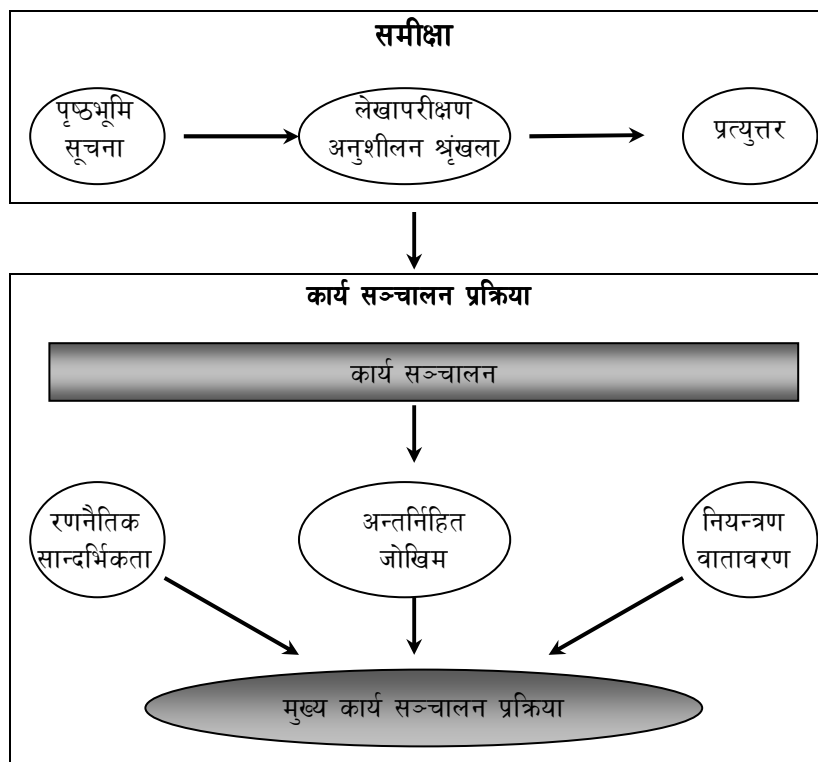 समीक्षा
पृष्ठभूमि
सूचना
लेखापरीक्षण
अनुशीलन श्रृंखला
प्रत्युत्तर
कार्य सञ्चालन प्रक्रिया
कार्य सञ्चालन
रणनैतिक
सान्दर्भिकता
अन्तर्निहित
जोखिम
नियन्त्रण
वातावरण
मुख्य कार्य सञ्चालन प्रक्रिया